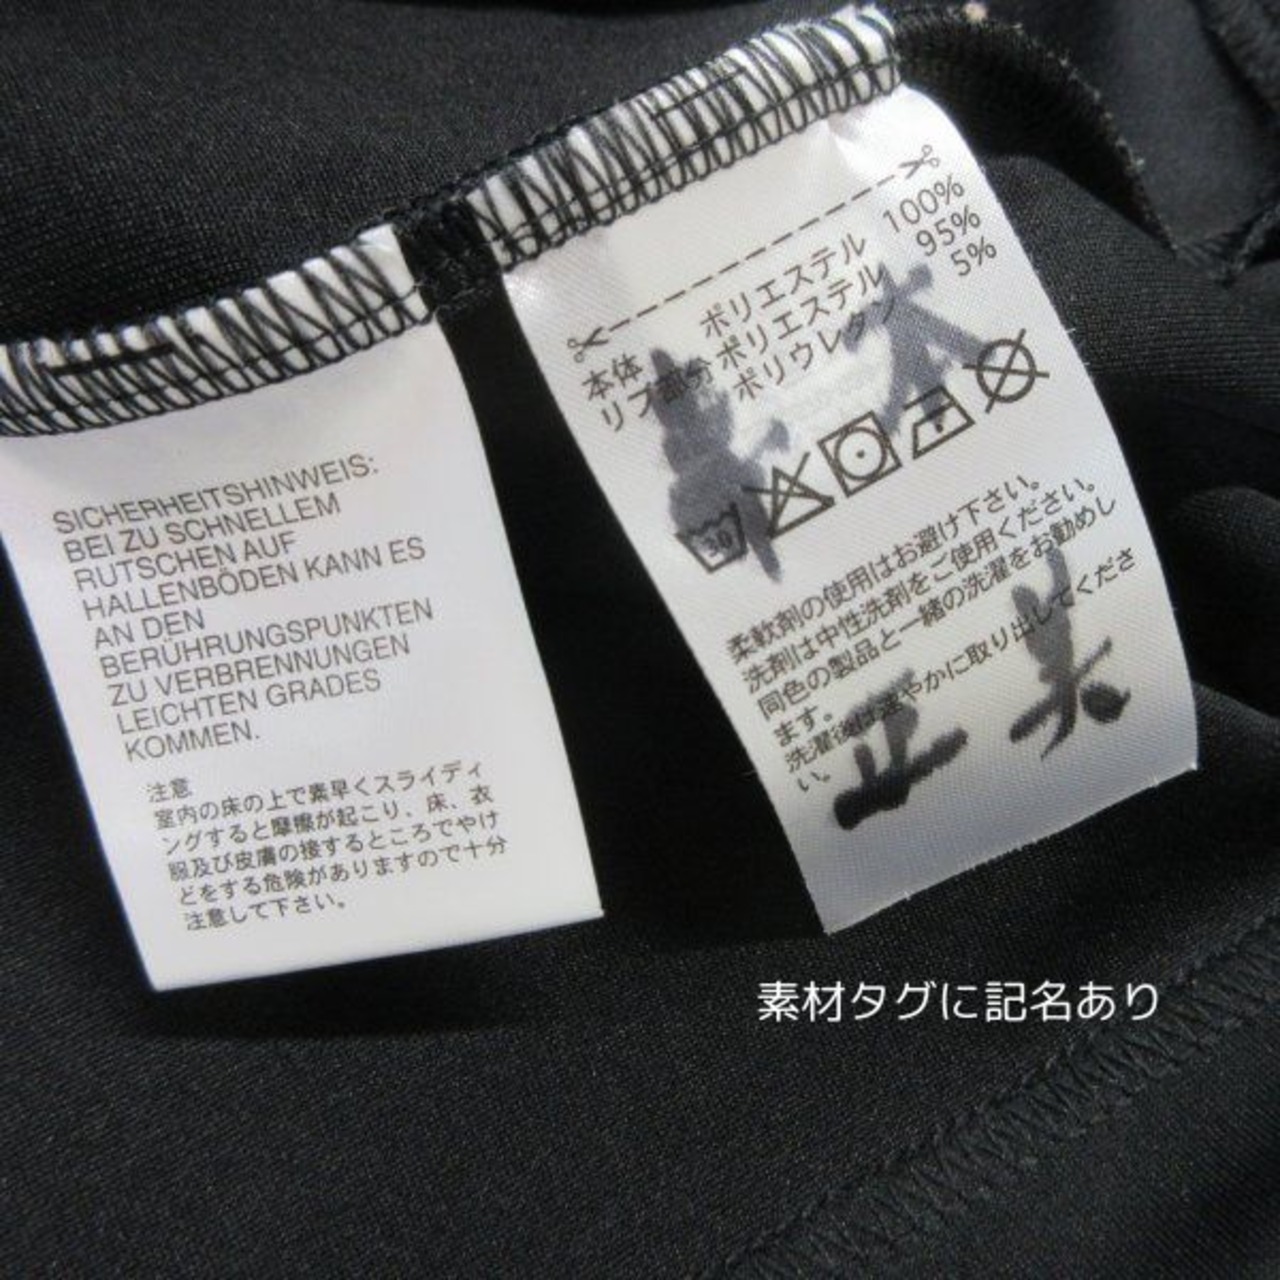 SICHERHEITSHINWEIS:
BEI ZU SCHNELLEM
RUTSCHEN AUF
HALLENBÖDEN KANN ES
AN DEN
BERÜHRUNGSPUNKTEN
ZU VERBRENNUNGEN
LEICHTEN GRADES
KOMMEN.
注意
室内の床の上で素早くスライディ
ングすると摩擦が起こり、床、衣
服及び皮膚の接するところでやけ
どをする危険がありますので十分
注意して下さい。
本体 ポリエステル 100%
リブ部分 ポリエステル 95%
ポリウレタン 5%
30
柔軟剤の使用はお避け下さい。
洗剤は中性洗剤をご使用ください。
同色の製品と一緒の洗濯をお勧めし
ます。
洗濯後は速やかに取り出してくださ
い。
素材タグに記名あり